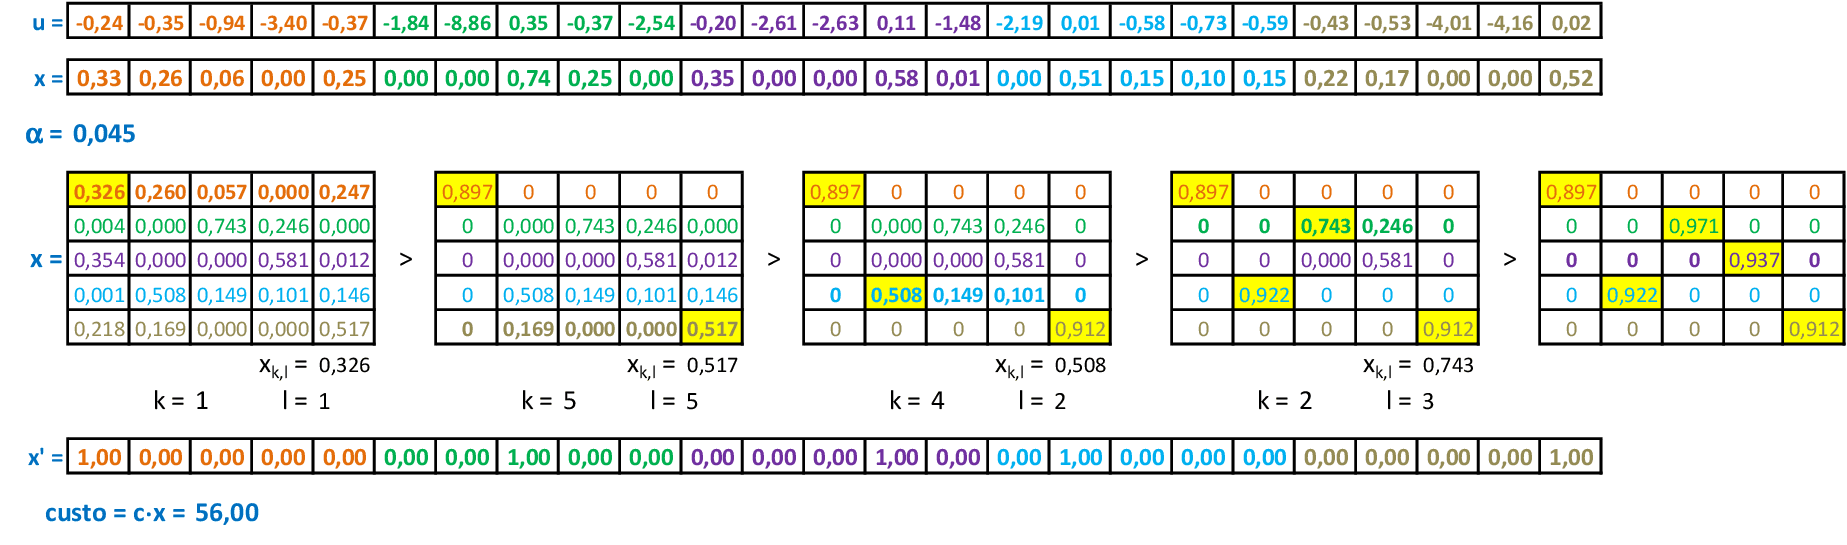 u = -0,24 -0,35 -0,94 -3,40 -0,37 -1,84 -8,86 0,35 -0,37 -2,54 -0,20 -2,61 -2,63 0,11 -1,48 -2,19 0,01 -0,58 -0,73 -0,59 -0,43 -0,53 -4,01 -4,16 0,02
x = 0,33 0,26 0,06 0,00 0,25 0,00 0,00 0,74 0,25 0,00 0,35 0,00 0,00 0,58 0,01 0,00 0,51 0,15 0,10 0,15 0,22 0,17 0,00 0,00 0,52
α = 0,045
0,326 0,260 0,057 0,000 0,247 0,897 0 0 0 0 0,897 0 0 0 0 0,897 0 0 0 0 0,897 0 0 0 0
0,004 0,000 0,743 0,246 0,000 0 0,000 0,743 0,246 0,000 0 0,000 0,743 0,246 0 0 0 0,743 0,246 0 0 0 0,971 0 0
x = 0,354 0,000 0,000 0,581 0,012 > 0 0,000 0,000 0,581 0,012 > 0 0,000 0,000 0,581 0 > 0 0 0,000 0,581 0 > 0 0 0 0,937 0
0,001 0,508 0,149 0,101 0,146 0 0,508 0,149 0,101 0,146 0 0,508 0,149 0,101 0 0 0,922 0 0 0 0 0,922 0 0 0
0,218 0,169 0,000 0,000 0,517 0 0,169 0,000 0,000 0,517 0 0 0 0 0,912 0 0 0 0 0,912 0 0 0 0 0,912
xk,l = 0,326 xk,l = 0,517 xk,l = 0,508 xk,l = 0,743
k = 1 l = 1 k = 5 l = 5 k = 4 l = 2 k = 2 l = 3
x' = 1,00 0,00 0,00 0,00 0,00 0,00 0,00 1,00 0,00 0,00 0,00 0,00 0,00 1,00 0,00 0,00 1,00 0,00 0,00 0,00 0,00 0,00 0,00 0,00 1,00
custo = c·x = 56,00